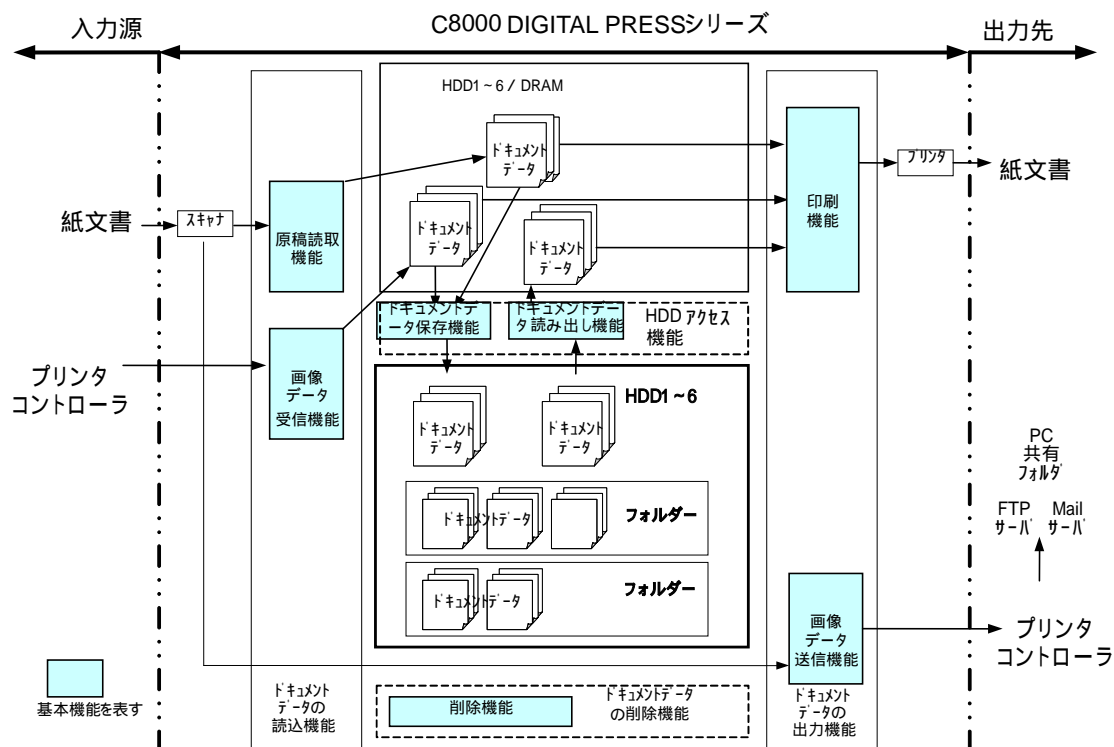 入力源
C8000 DIGITAL PRESSシリーズ
出力先
HDD1~6 / DRAM
ドキュメント
データ
ドキュメント
データ
ドキュメント
データ
紙文書
スキャナ
原稿読取
機能
印刷
機能
プリンタ
紙文書
ドキュメントデー
タ保存機能
ドキュメントデー
タ読み出し機能
HDD アクセス
機能
プリンタ
コントローラ
画像
データ
受信機能
HDD1~6
ドキュメント
データ
ドキュメント
データ
ドキュメントデータ
フォルダー
ドキュメントデータ
フォルダー
PC
共有
フォルダ
FTP
サーバ
Mail
サーバ
画像
データ
送信機能
プリンタ
コントローラ
基本機能を表す
ドキュメント
データの
読込機能
削除機能
ドキュメントデータ
の削除機能
ドキュメント
データの
出力機能